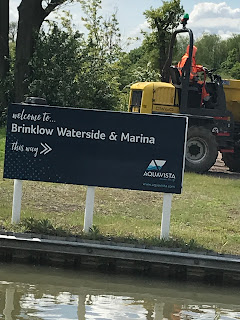 welcome to...
Brinklow Waterside & Marina
This way >>>
AQUAVISTA